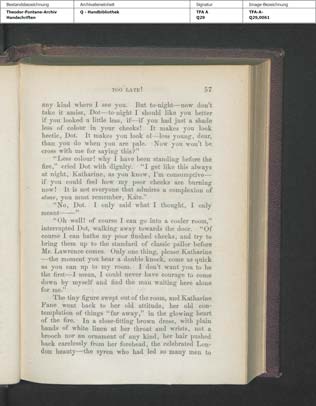 Bestandsbezeichnung Archivalieneinheit Signatur Image-Bezeichnung
Theodor-Fontane-Archiv Q - Handbibliothek TFA A TFA-A-
Handschriften Q29 Q29,0061
TOO LATE! 57
any kind where I see you. But to-night—now don't
take it amiss, Dot—to-night I should like you better
if you looked a little less, if—if you had just a shade
less of colour in your cheeks! It makes you look
hectic, Dot. It makes you look ol—less young, dear,
than you do when you are pale. Now you won't be
cross with me for saying this?"
"Less colour! why I have been standing before the
fire," cried Dot with dignity. "I get like this always
at night, Katharine, as you know, I'm consumptive—
if you could feel how my poor cheeks are burning
now! It is not everyone that admires a complexion of
stone, you must remember, Kate."
"No, Dot. I only said what I thought, I only
meant——"
"Oh well! of course I can go into a cooler room,"
interrupted Dot, walking away towards the door. "Of
course I can bathe my poor flushed cheeks, and try to
bring them up to the standard of classic pallor before
Mr. Lawrence comes. Only one thing, please Katharine
—the moment you hear a double knock, come as quick
as you can up to my room. I don't want you to be
the first—I mean, I could never have courage to come
down by myself and find the man waiting here alone
for me."
The tiny figure swept out of the room, and Katharine
Fane went back to her old attitude, her old con-
templation of things "far away," in the glowing heart
of the fire. In a close-fitting brown dress, with plain
bands of white linen at her throat and wrists, not a
brooch nor an ornament of any kind, her hair pushed
back carelessly from her forehead, the celebrated Lon-
don beauty—the syren who had led so many men to